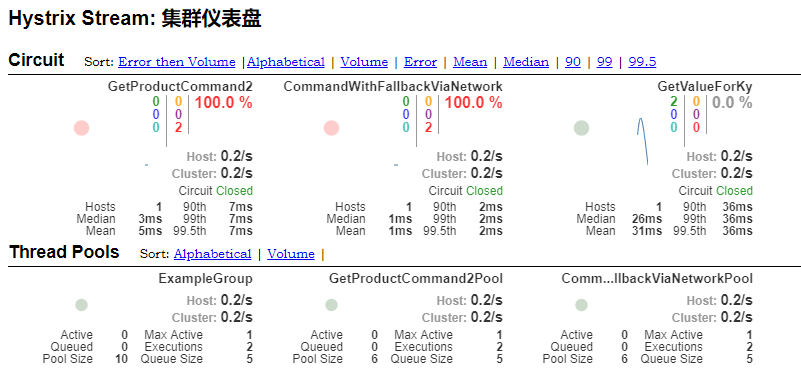 Hystrix Stream: 集群仪表盘
Circuit Sort: Error then Volume |Alphabetical | Volume | Error | Mean | Median | 90 | 99 | 99.5
GetProductCommand2 CommandWithFallbackViaNetwork GetValueForKy
0 0 100.0 % 0 0 100.0 % 2 0 0.0 %
0 0 0 0 0 0
0 2 0 2 0 0
Host: 0.2/s Host: 0.2/s Host: 0.2/s
Cluster: 0.2/s Cluster: 0.2/s Cluster: 0.2/s
Circuit Closed Circuit Closed Circuit Closed
Hosts 1 90th 7ms Hosts 1 90th 2ms Hosts 1 90th 36ms
Median 3ms 99th 7ms Median 1ms 99th 2ms Median 26ms 99th 36ms
Mean 5ms 99.5th 7ms Mean 1ms 99.5th 2ms Mean 31ms 99.5th 36ms
Thread Pools Sort: Alphabetical | Volume |
ExampleGroup GetProductCommand2Pool Comm...llbackViaNetworkPool
Host: 0.2/s Host: 0.2/s Host: 0.2/s
Cluster: 0.2/s Cluster: 0.2/s Cluster: 0.2/s
Active 0 Max Active 1 Active 0 Max Active 1 Active 0 Max Active 1
Queued 0 Executions 2 Queued 0 Executions 2 Queued 0 Executions 2
Pool Size 10 Queue Size 5 Pool Size 6 Queue Size 5 Pool Size 6 Queue Size 5